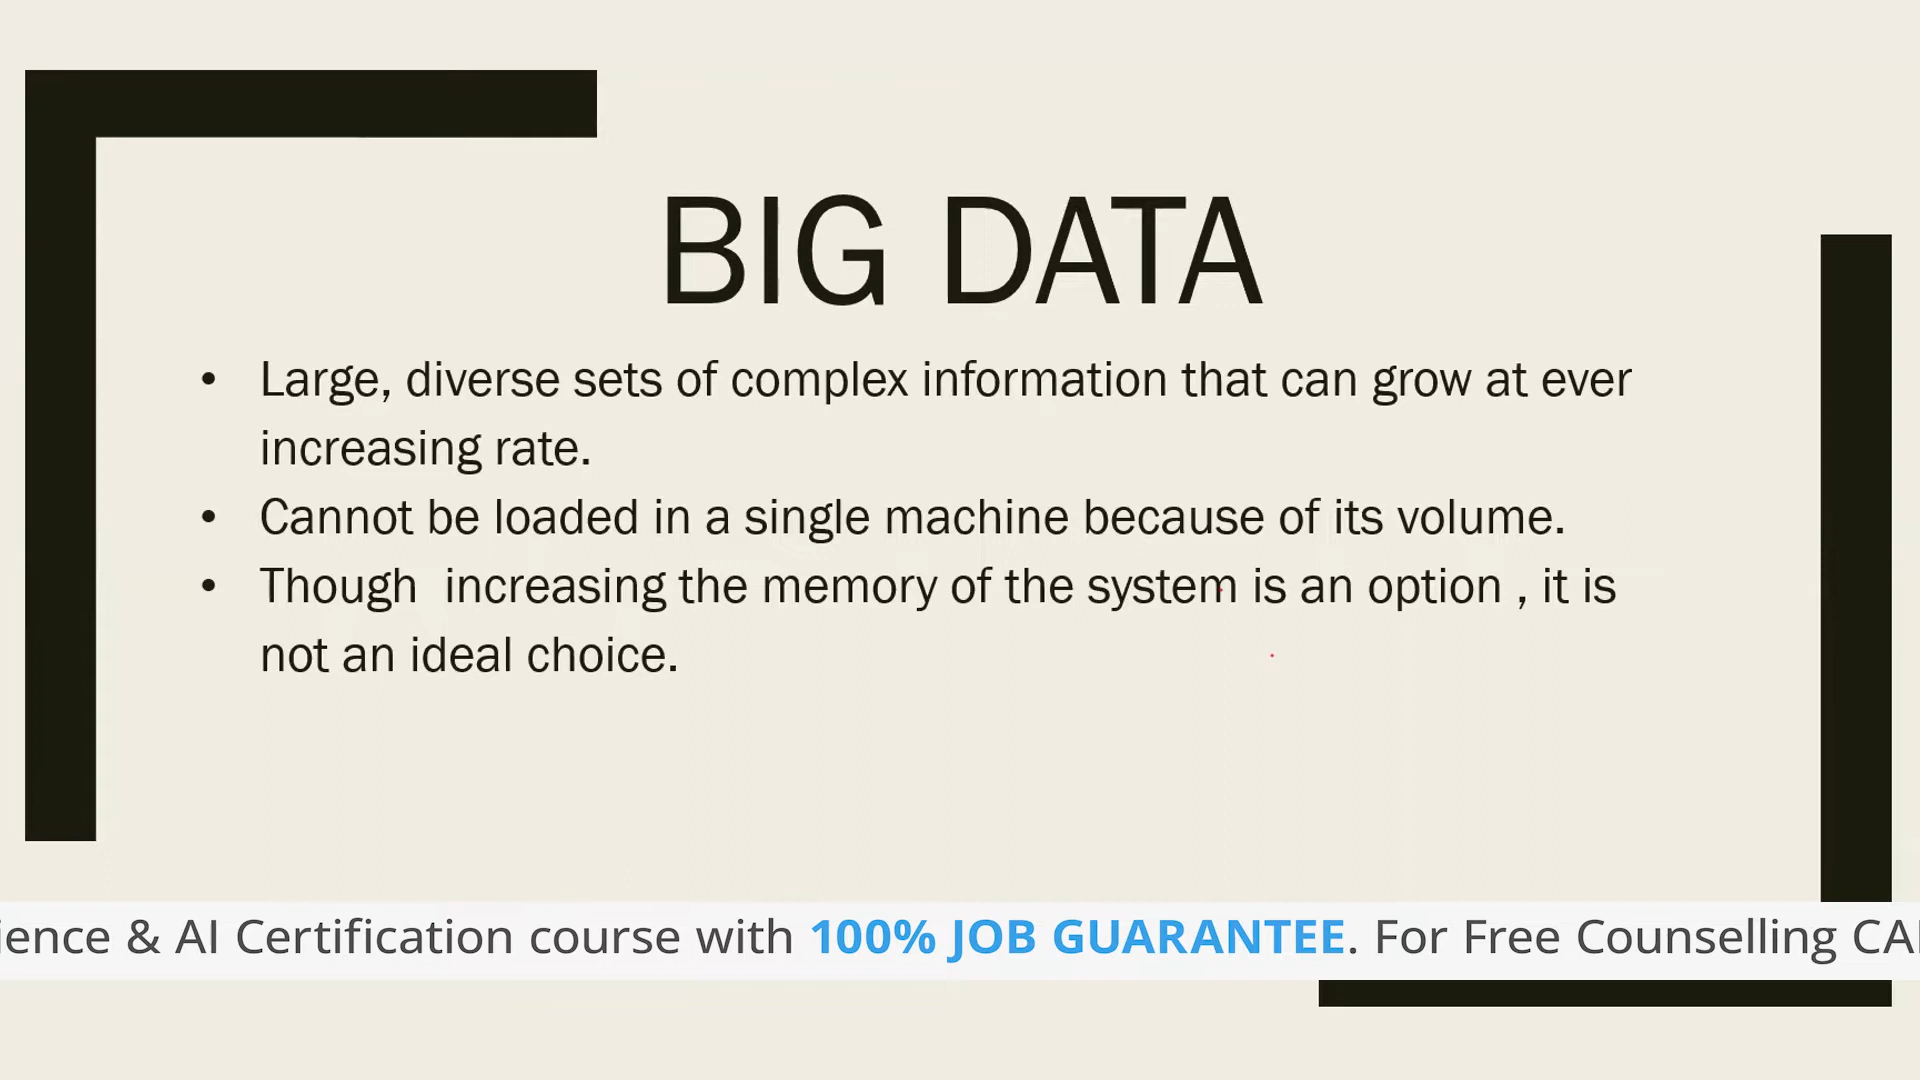 BIG DATA
• Large, diverse sets of complex information that can grow at ever
increasing rate.
• Cannot be loaded in a single machine because of its volume.
• Though  increasing the memory of the system is an option , it is
not an ideal choice.
& AI Certification course with 100% JOB GUARANTEE. For Free Counselling